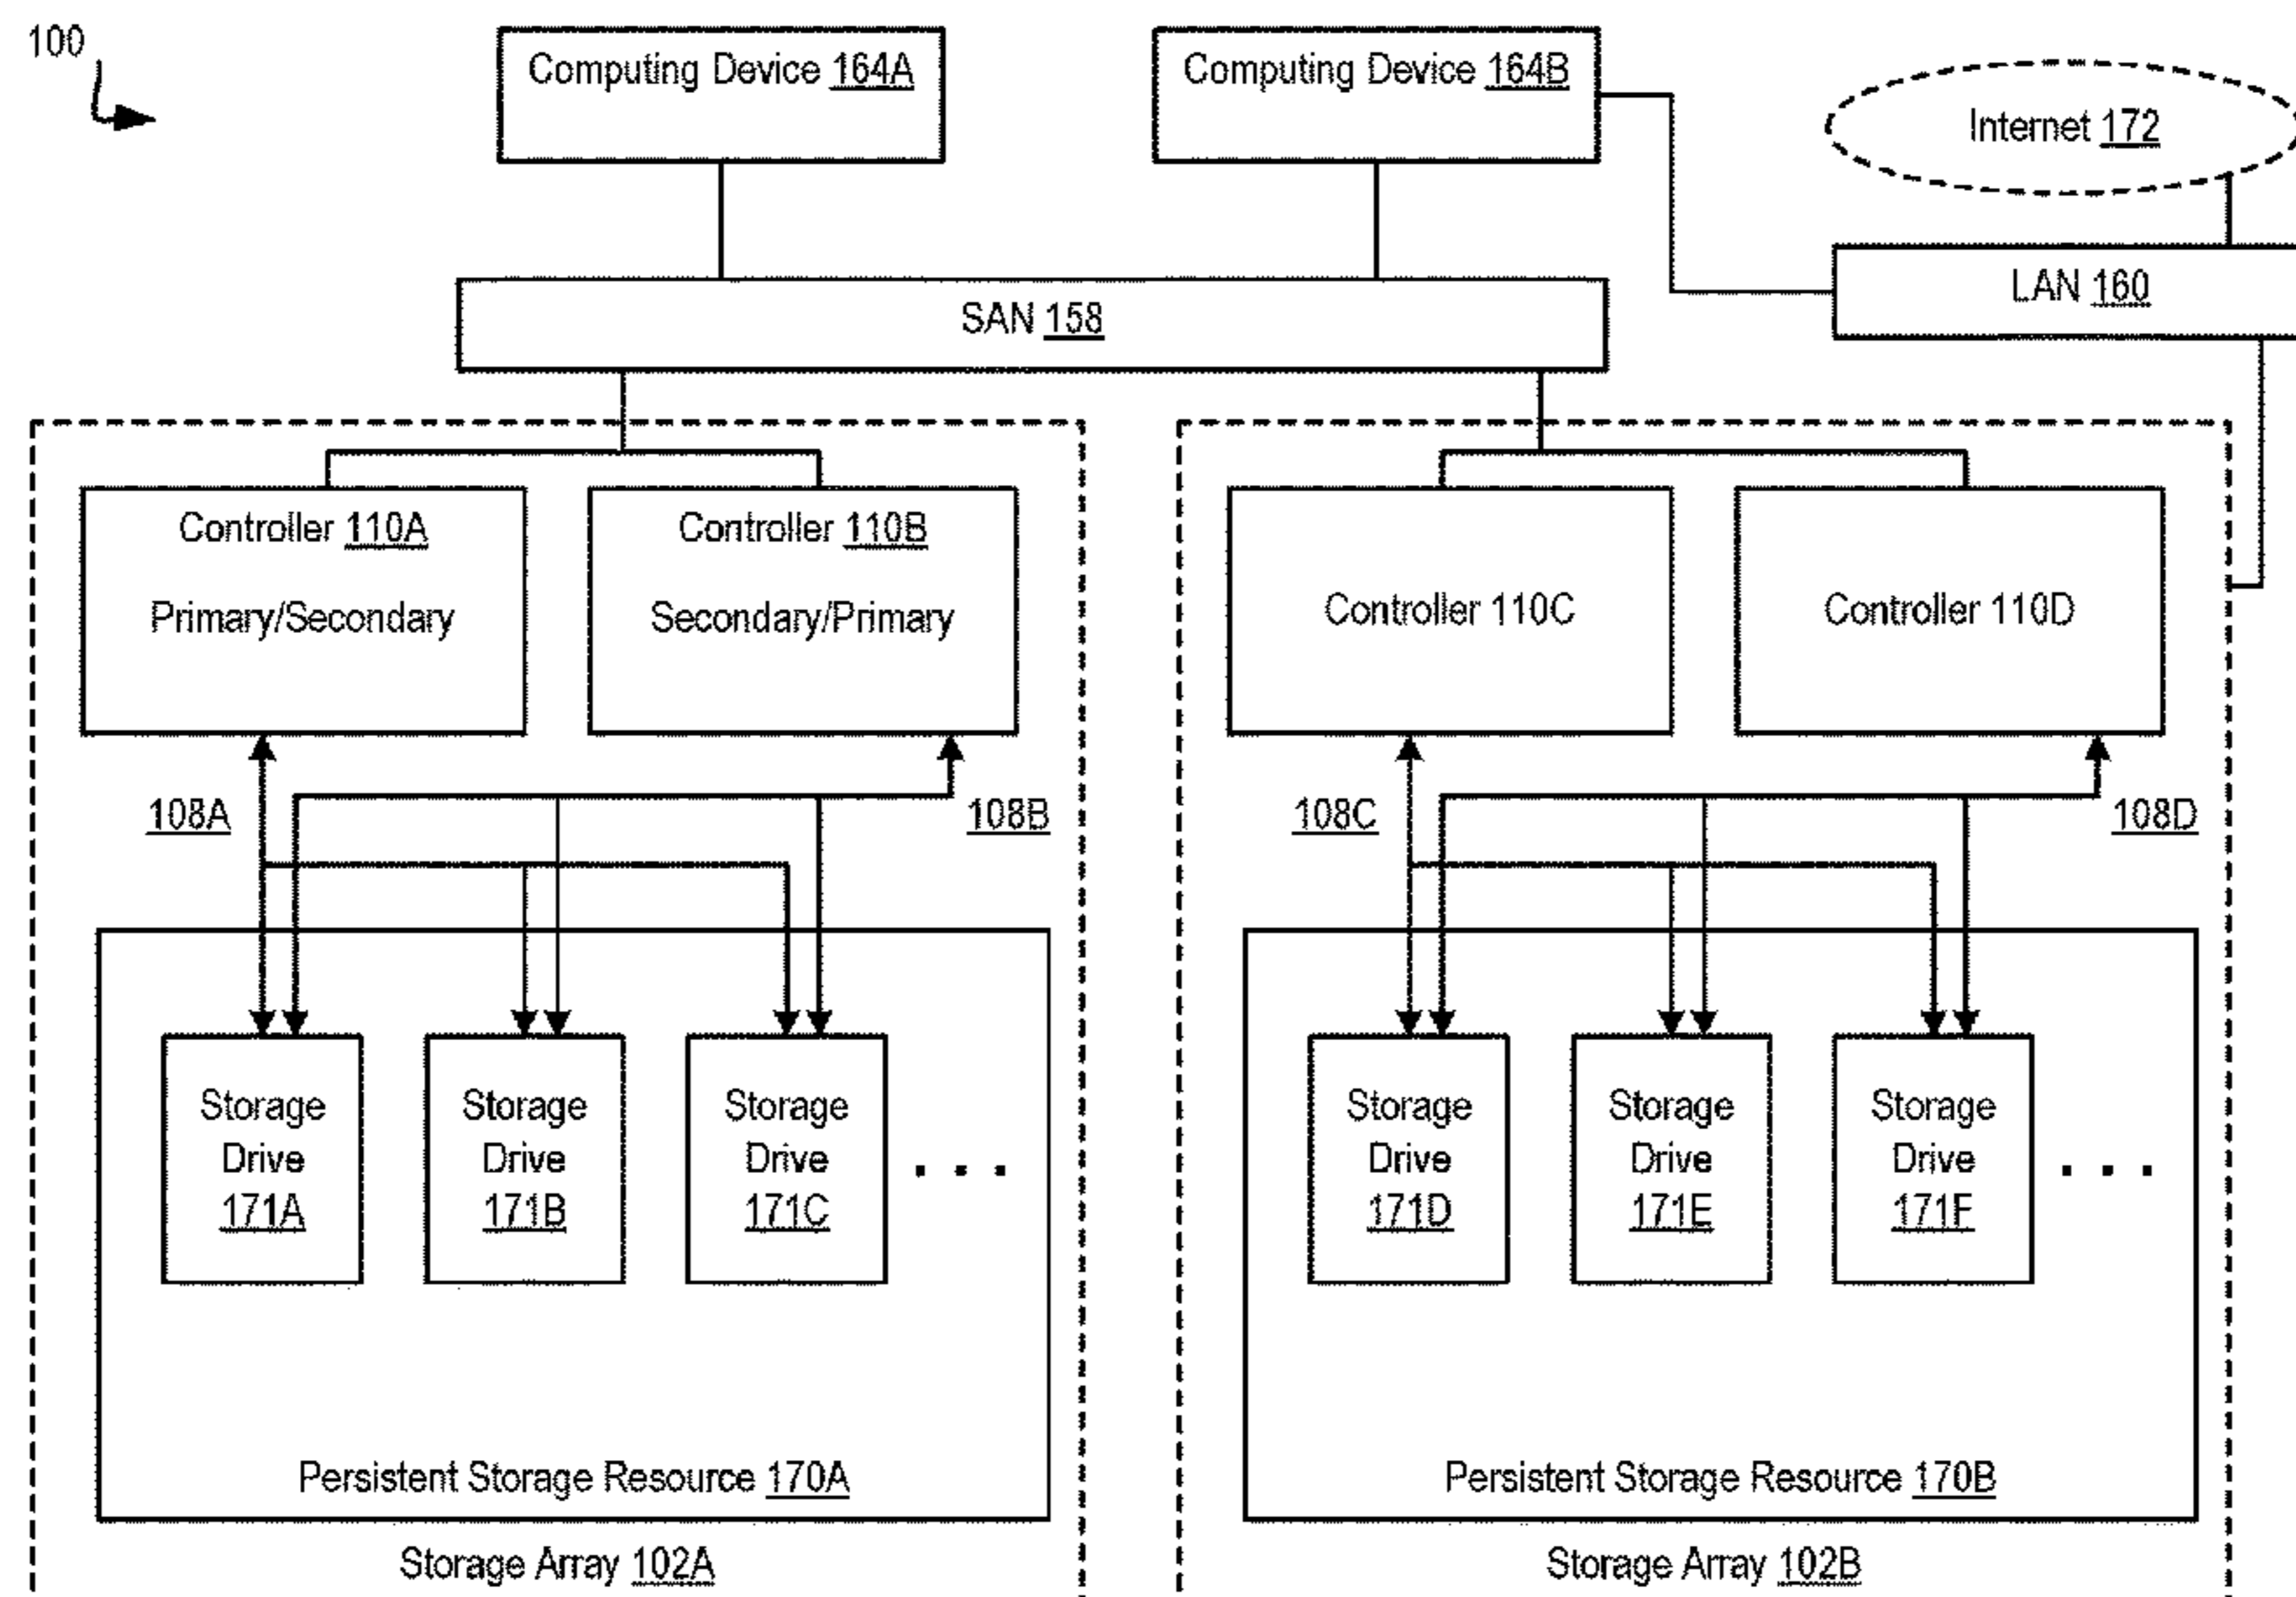 100
Computing Device 164A
Computing Device 164B
Internet 172
LAN 160
SAN 158
Controller 110A
Primary/Secondary
Controller 110B
Secondary/Primary
Controller 110C
Controller 110D
108A
108B
108C
108D
Storage
Drive
171A
Storage
Drive
171B
Storage
Drive
171C
. . .
Storage
Drive
171D
Storage
Drive
171E
Storage
Drive
171F
. . .
Persistent Storage Resource 170A
Persistent Storage Resource 170B
Storage Array 102A
Storage Array 102B